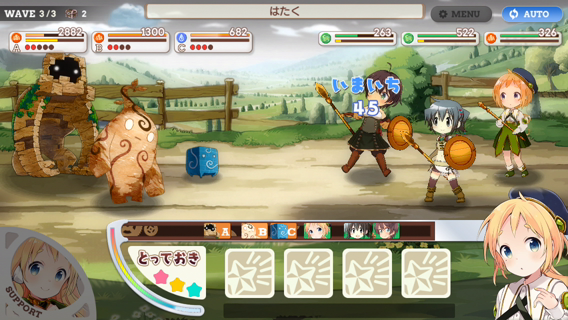 WAVE 3/3 2
はたく
MENU
AUTO
A 2882
B 1300
C 682
263
522
326
いまいち
45
A B C
とっておき
SUPPORT